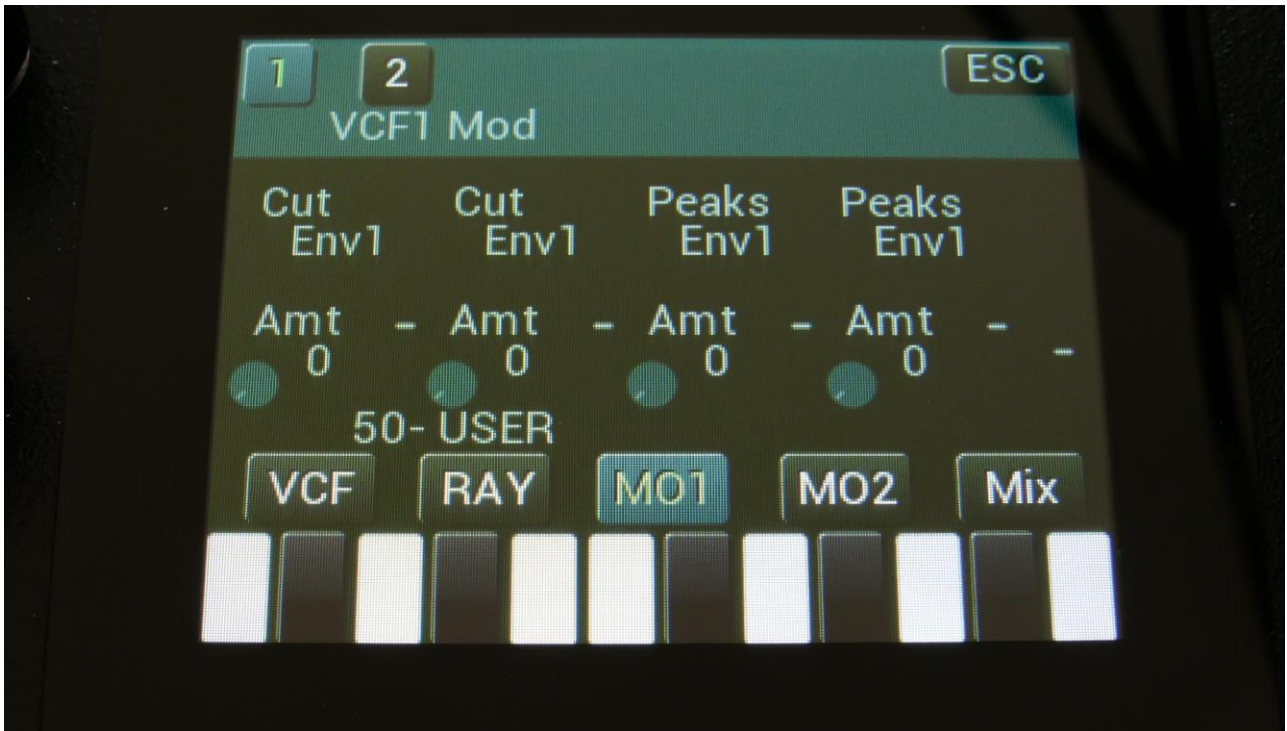 1 2 ESC
VCF1 Mod
Cut Cut Peaks Peaks
Env1 Env1 Env1 Env1
Amt - Amt - Amt - Amt -
0 0 0 0 -
50- USER
VCF RAY MO1 MO2 Mix